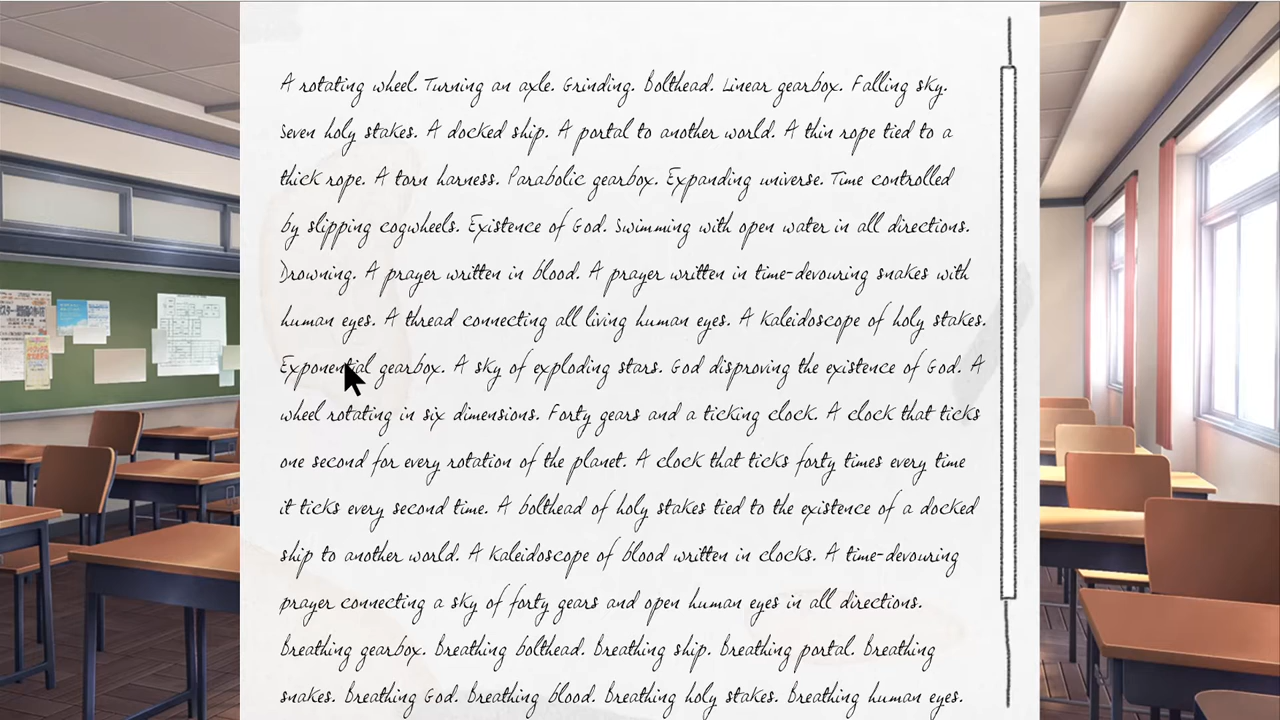 A rotating wheel. Turning an axle. Grinding. Bolthead. Linear gearbox. Falling sky.
Seven holy stakes. A docked ship. A portal to another world. A thin rope tied to a
thick rope. A torn harness. Parabolic gearbox. Expanding universe. Time controlled
by slipping cogwheels. Existence of God. Swimming with open water in all directions.
Drowning. A prayer written in blood. A prayer written in time-devouring snakes with
human eyes. A thread connecting all living human eyes. A kaleidoscope of holy stakes.
Exponential gearbox. A sky of exploding stars. God disproving the existence of God. A
wheel rotating in six dimensions. Forty gears and a ticking clock. A clock that ticks
one second for every rotation of the planet. A clock that ticks forty times every time
it ticks every second time. A bolthead of holy stakes tied to the existence of a docked
ship to another world. A kaleidoscope of blood written in clocks. A time-devouring
prayer connecting a sky of forty gears and open human eyes in all directions.
Breathing gearbox. Breathing bolthead. Breathing ship. Breathing portal. Breathing
snakes. Breathing God. Breathing blood. Breathing holy stakes. Breathing human eyes.